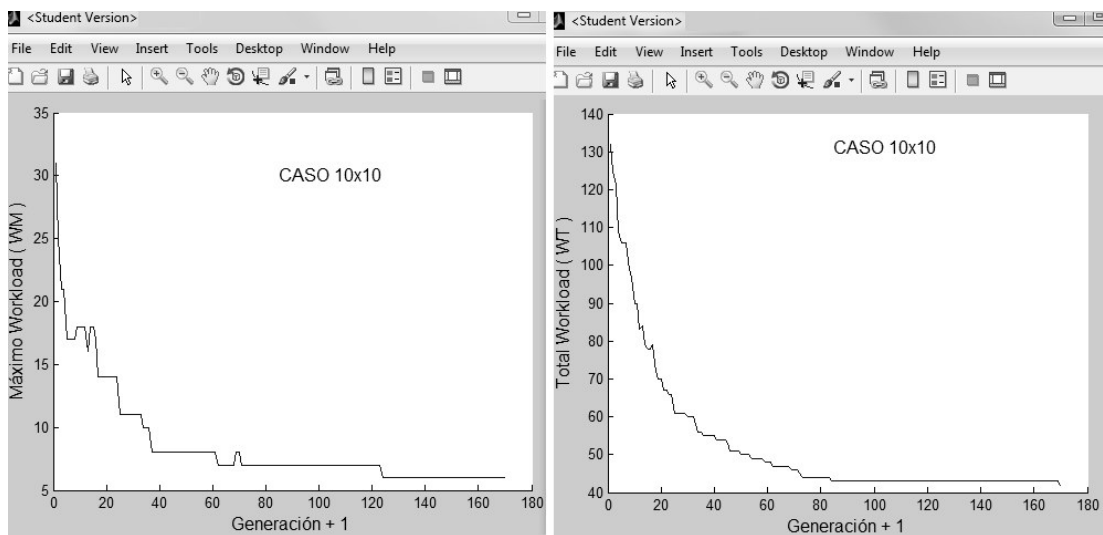 <Student Version>
File Edit View Insert Tools Desktop Window Help
35
30
25
20
15
10
5
0 20 40 60 80 100 120 140 160 180
CASO 10x10
Máximo Workload ( WM )
Generación + 1
<Student Version>
File Edit View Insert Tools Desktop Window Help
140
130
120
110
100
90
80
70
60
50
40
0 20 40 60 80 100 120 140 160 180
CASO 10x10
Total Workload ( WT )
Generación + 1